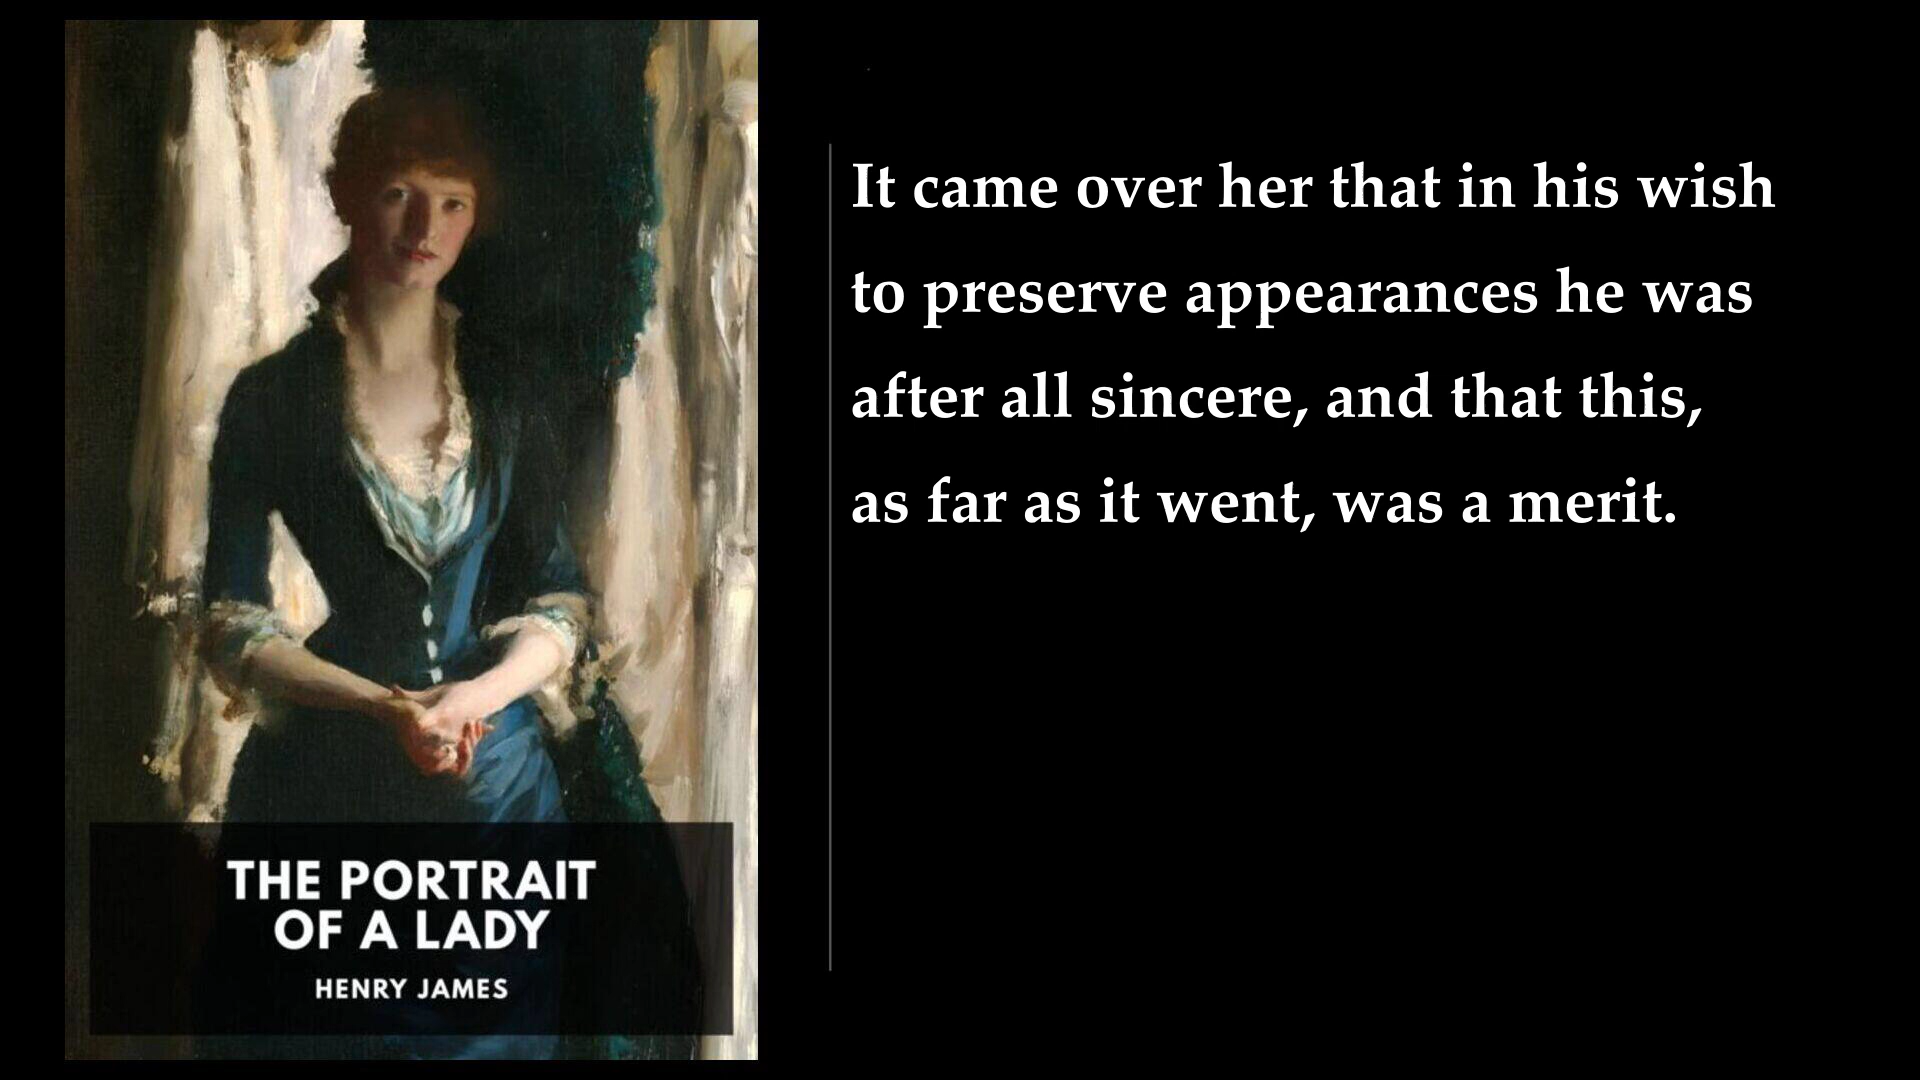 THE PORTRAIT
OF A LADY
HENRY JAMES
It came over her that in his wish
to preserve appearances he was
after all sincere, and that this,
as far as it went, was a merit.